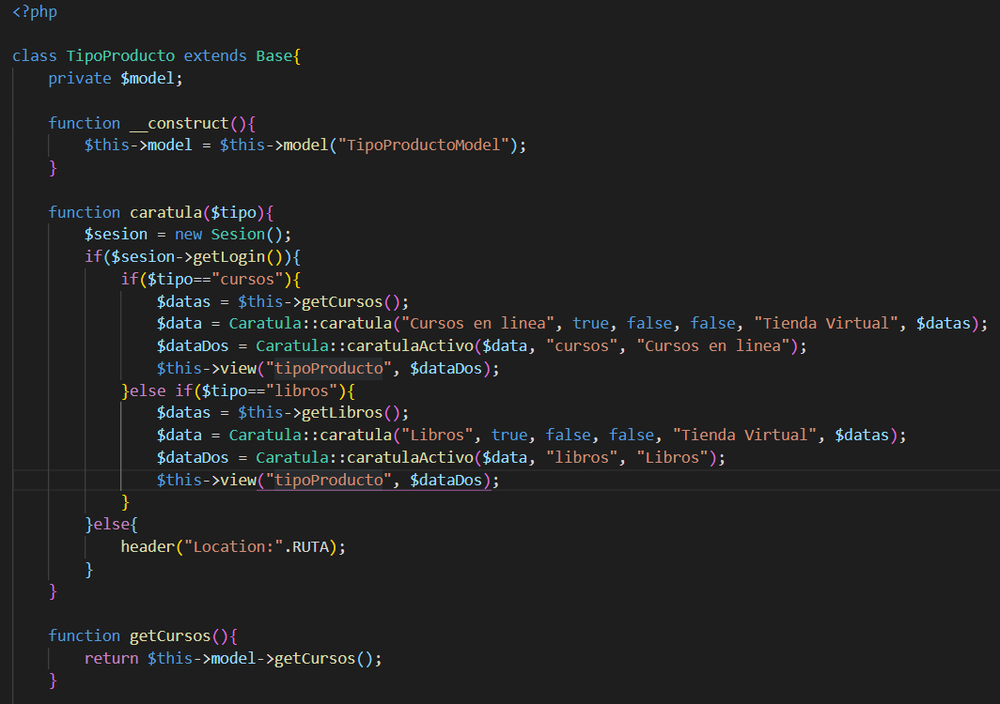 <?php
class TipoProducto extends Base{
private $model;
function __construct(){
$this->model = $this->model("TipoProductoModel");
}
function caratula($tipo){
$sesion = new Sesion();
if($sesion->getLogin()){
if($tipo=="cursos"){
$datas = $this->getCursos();
$data = Caratula::caratula("Cursos en linea", true, false, false, "Tienda Virtual", $datas);
$dataDos = Caratula::caratulaActivo($data, "cursos", "Cursos en linea");
$this->view("tipoProducto", $dataDos);
}else if($tipo=="libros"){
$datas = $this->getLibros();
$data = Caratula::caratula("Libros", true, false, false, "Tienda Virtual", $datas);
$dataDos = Caratula::caratulaActivo($data, "libros", "Libros");
$this->view("tipoProducto", $dataDos);
}
}else{
header("Location:".RUTA);
}
}
function getCursos(){
return $this->model->getCursos();
}